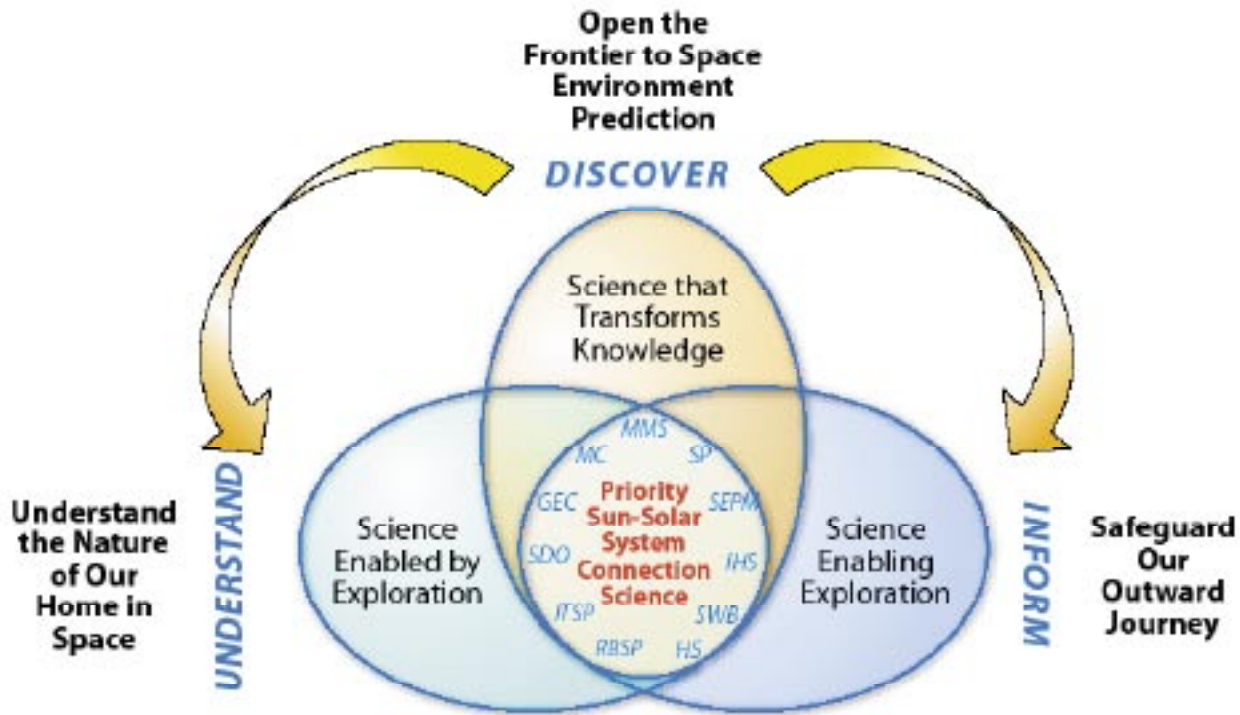 Open the
Frontier to Space
Environment
Prediction
DISCOVER
Science that
Transforms
Knowledge
UNDERSTAND
Understand
the Nature
of Our
Home in
Space
Science
Enabled by
Exploration
MMS
MC
SP
GEC
SEPM
SDO
IHS
ITSP
SWB
RBSP
HS
Priority
Sun-Solar
System
Connection
Science
Science
Enabling
Exploration
INFORM
Safeguard
Our
Outward
Journey